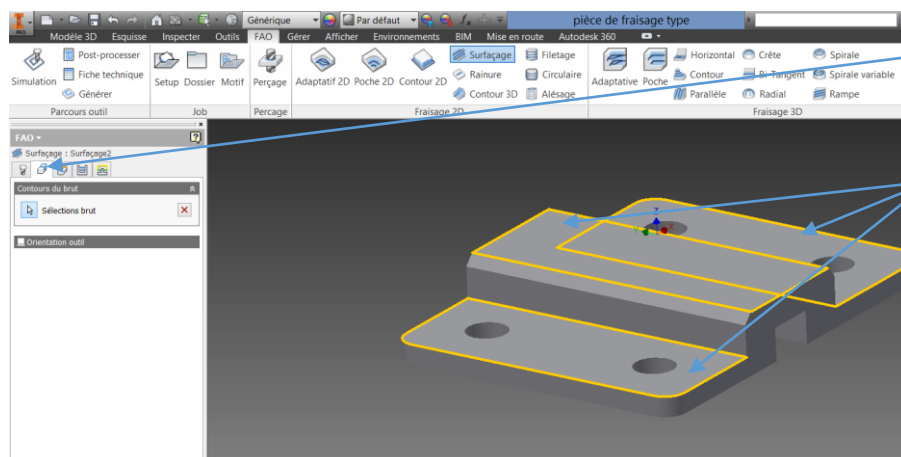 Générique Par défaut pièce de fraisage type
Modèle 3D Esquisse Inspecter Outils FAO Gérer Afficher Environnements BIM Mise en route Autodesk 360
Post-processer Surfaçage Filetage Horizontal Crête Spirale
Fiche technique Rainure Circulaire Contour Bi-Tangent Spirale variable
Simulation Setup Dossier Motif Perçage Adaptatif 2D Poche 2D Contour 2D Adaptative Poche
Générer Contour 3D Alésage Parallèle Radial Rampe
Parcours outil Job Percage Fraisage 2D Fraisage 3D
FAO
Surfaçage : Surfaçage2
Contours du brut
Sélections brut
Orientation outil
Z